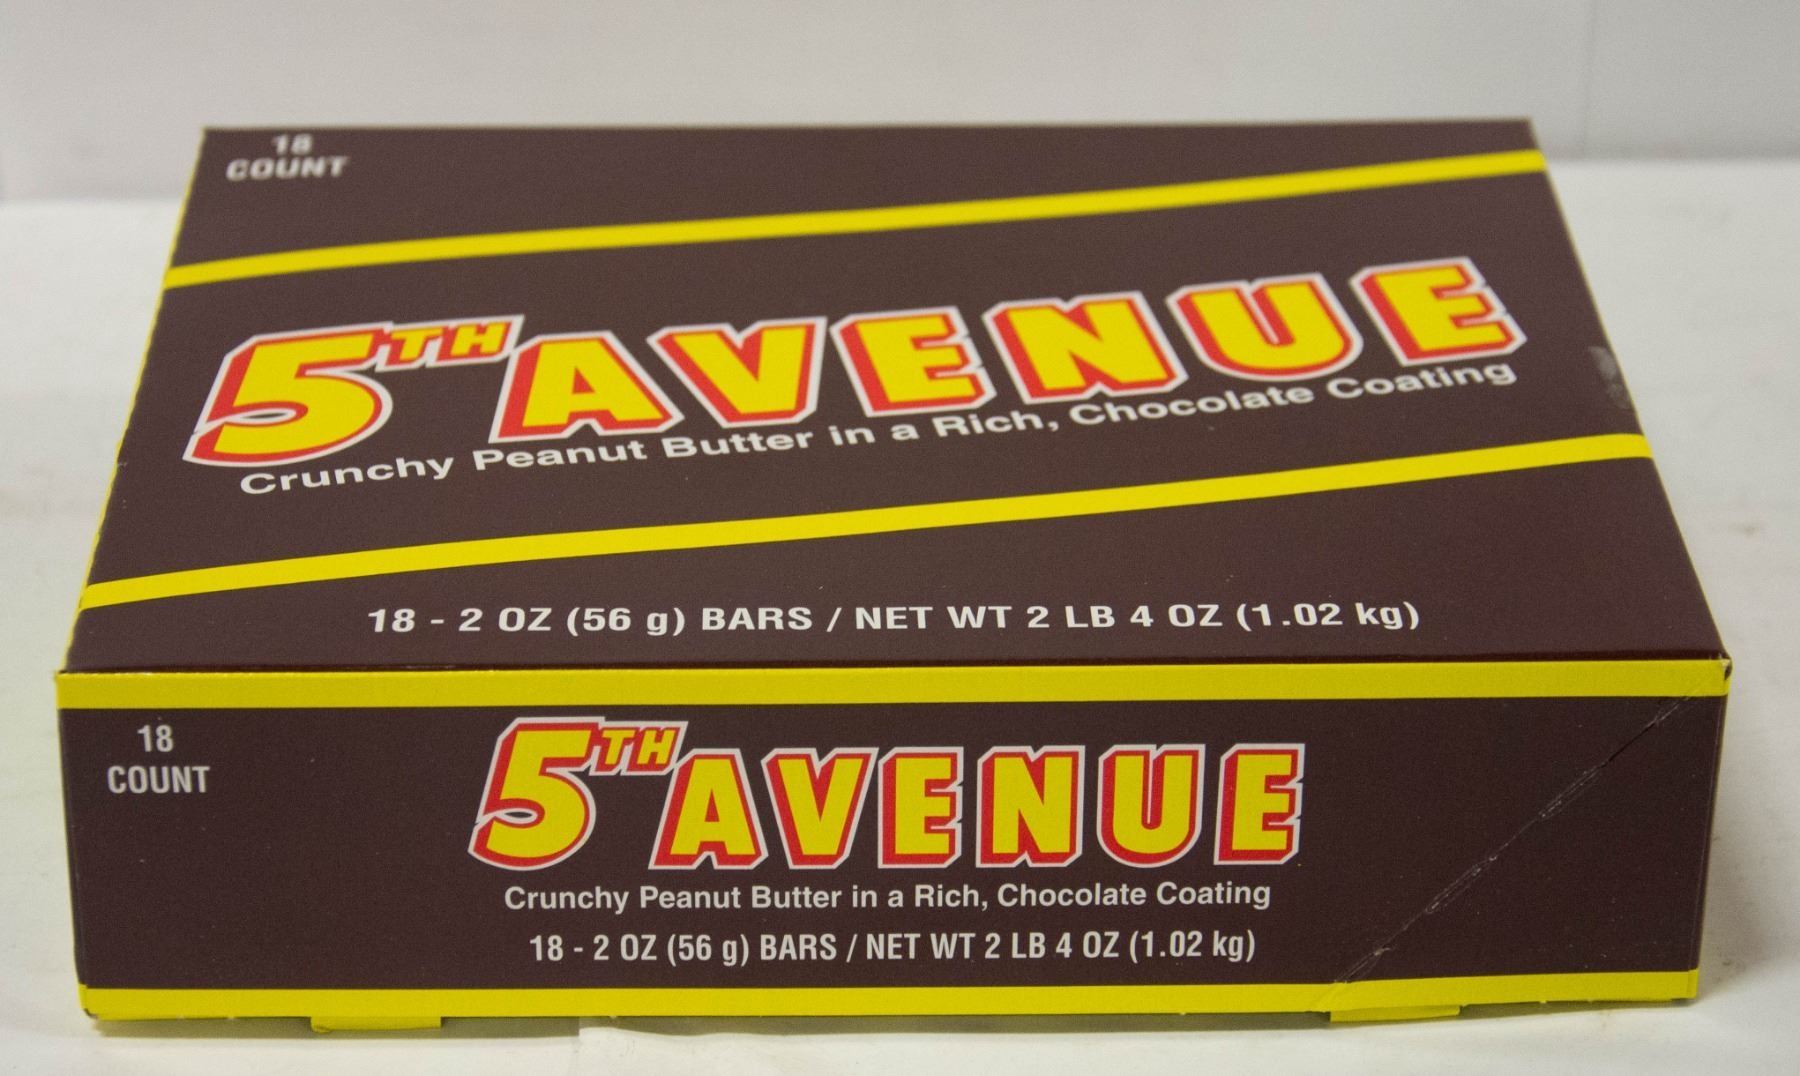 18
COUNT
5TH AVENUE
Crunchy Peanut Butter in a Rich, Chocolate Coating
18 - 2 OZ (56 g) BARS / NET WT 2 LB 4 OZ (1.02 kg)
18
COUNT
5TH AVENUE
Crunchy Peanut Butter in a Rich, Chocolate Coating
18 - 2 OZ (56 g) BARS / NET WT 2 LB 4 OZ (1.02 kg)